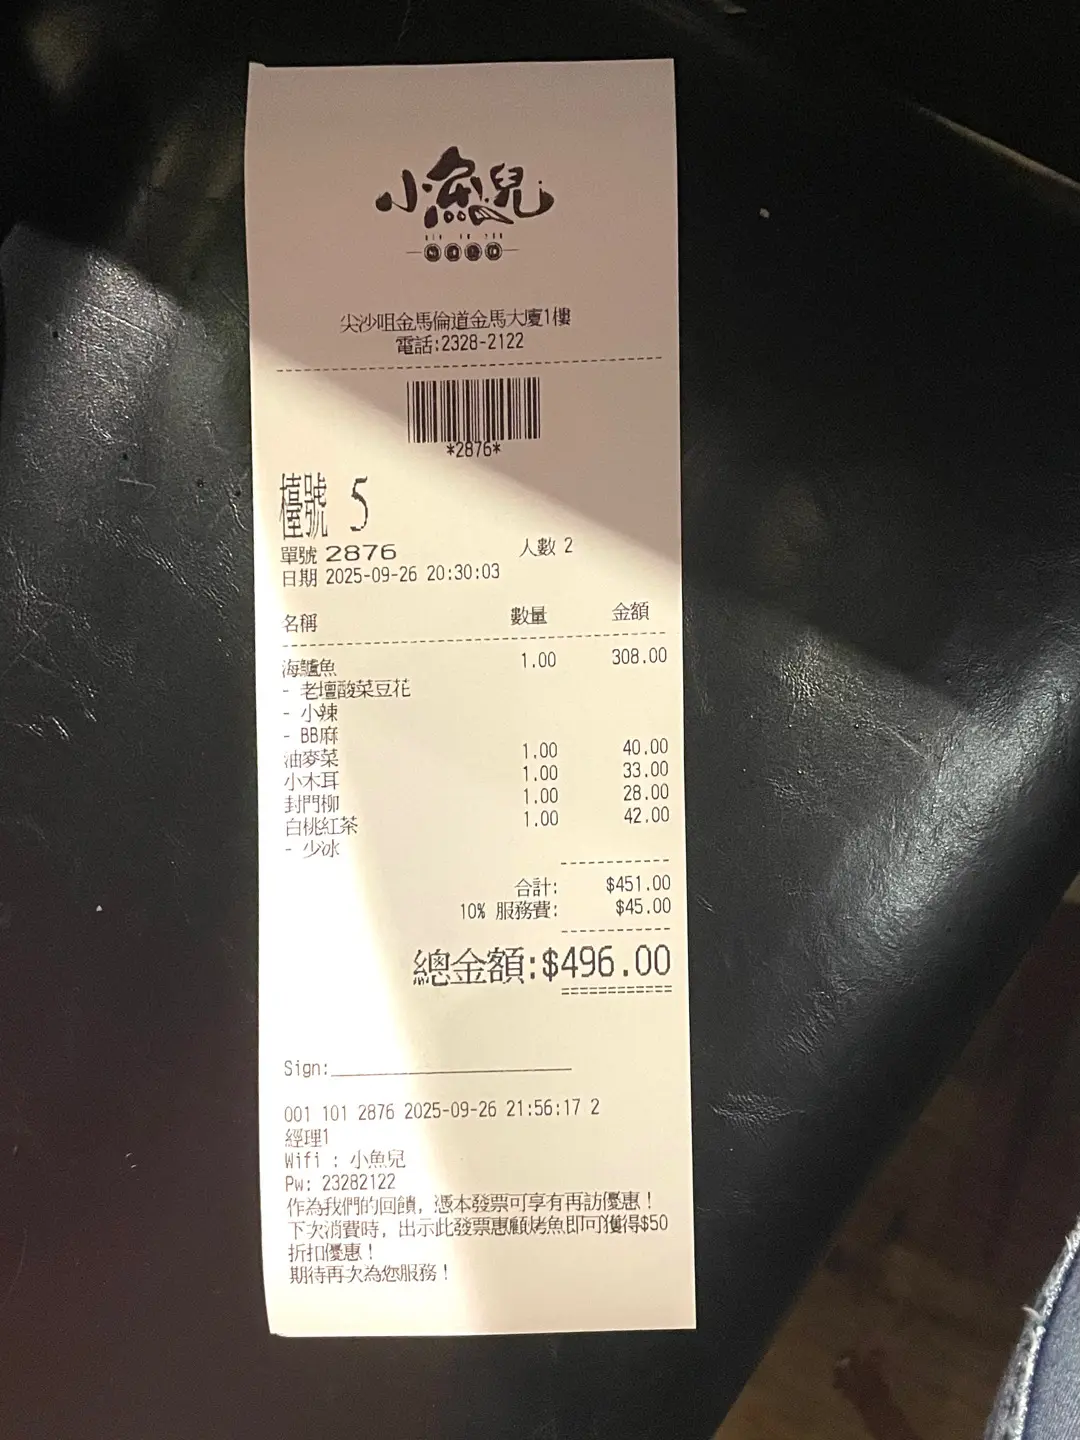 小魚兒
尖沙咀金馬倫道金馬大廈1樓
電話:2328-2122
*2876*
檯號 5
單號 2876 人數 2
日期 2025-09-26 20:30:03
名稱 數量 金額
海鱸魚 1.00 308.00
- 老壇酸菜豆花
- 小辣
- BB麻
油麥菜 1.00 40.00
小木耳 1.00 33.00
封門柳 1.00 28.00
白桃紅茶 1.00 42.00
- 少冰
合計: $451.00
10% 服務費: $45.00
總金額:$496.00
Sign:
001 101 2876 2025-09-26 21:56:17 2
經理1
Wifi : 小魚兒
Pw: 23282122
作為我們的回饋，憑本發票可享有再訪優惠！
下次消費時，出示此發票惠顧烤魚即可獲得$50
折扣優惠！
期待再次為您服務！